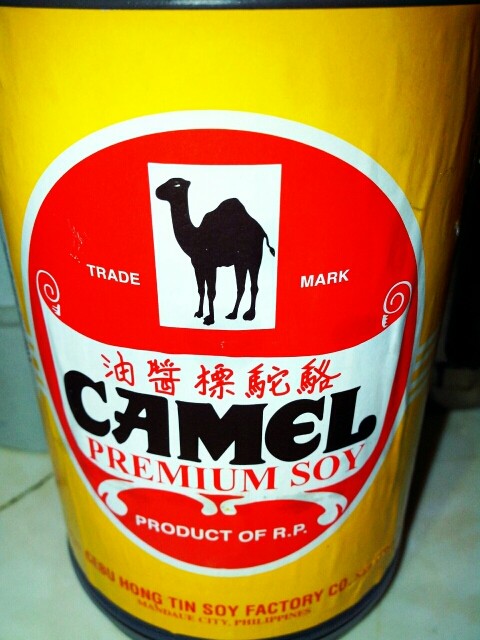 TRADE MARK
油醬標鴕駱
CAMEL
PREMIUM SOY
PRODUCT OF R.P.
CEBU HONG TIN SOY FACTORY CO.
MANDAUE CITY, PHILIPPINES